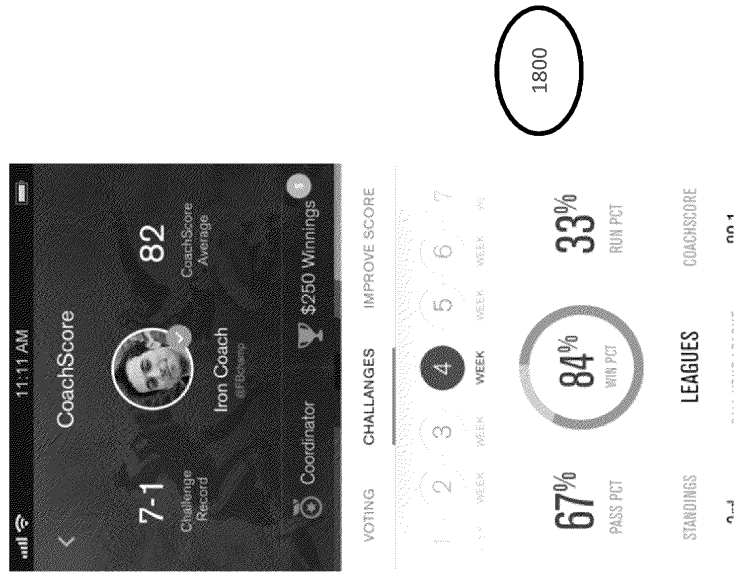 11:11 AM
CoachScore
7-1
Challenge
Record
Iron Coach
@FBchamp
82
CoachScore
Average
Coordinator
$250 Winnings
$
VOTING
CHALLANGES
IMPROVE SCORE
1 2 3 4 5 6 7
WEEK WEEK WEEK WEEK WEEK
67%
PASS PCT
84%
WIN PCT
33%
RUN PCT
STANDINGS
LEAGUES
COACHSCORE
1800